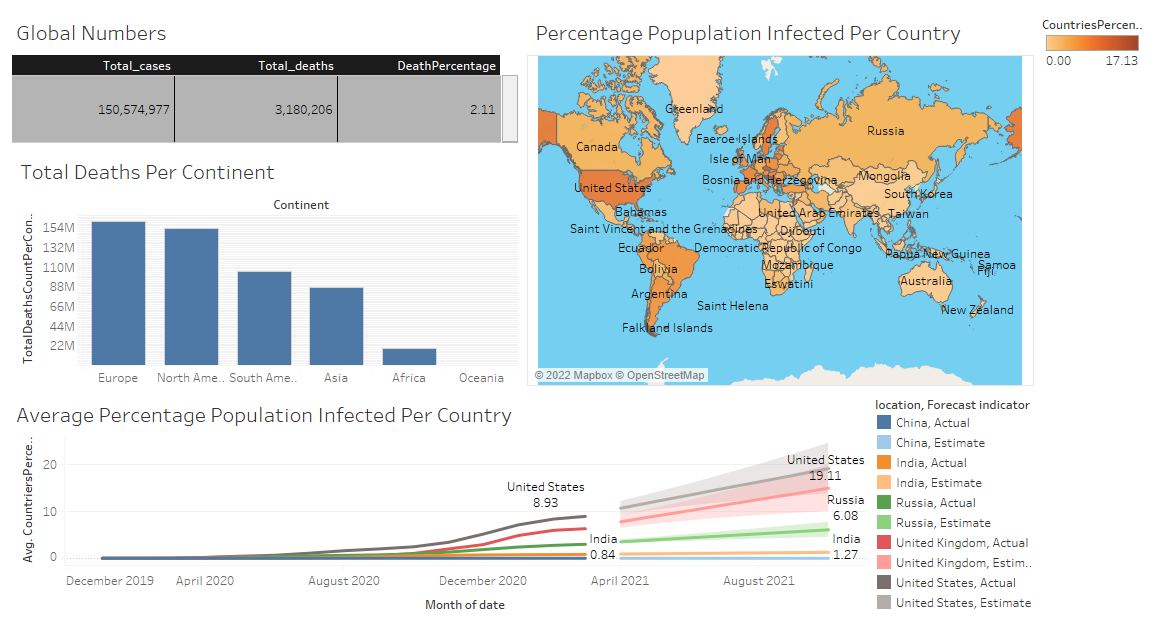 Global Numbers
Total_cases Total_deaths DeathPercentage
150,574,977 3,180,206 2.11
Total Deaths Per Continent
Continent
TotalDeathsCountPerCon..
154M
132M
110M
88M
66M
44M
22M
Europe North Ame.. South Ame.. Asia Africa Oceania
Percentage Popuplation Infected Per Country
Greenland
Faeroe Islands
Russia
Canada
Isle of Man
Bosnia and Herzegovina
Mongolia
United States
South Korea
Bahamas
United Arab Emirates
Taiwan
Saint Vincent and the Grenadines
Djibouti
Ecuador
Democratic Republic of Congo
Papua New Guinea
Bolivia
Mozambique
Samoa
Fiji
Eswatini
Australia
Argentina
Saint Helena
New Zealand
Falkland Islands
© 2022 Mapbox © OpenStreetMap
CountriesPercen..
0.00 17.13
Average Percentage Population Infected Per Country
Avg. CountriersPerce..
20
10
0
United States
8.93
India
0.84
United States
19.11
Russia
6.08
India
1.27
December 2019 April 2020 August 2020 December 2020 April 2021 August 2021
Month of date
location, Forecast indicator
China, Actual
China, Estimate
India, Actual
India, Estimate
Russia, Actual
Russia, Estimate
United Kingdom, Actual
United Kingdom, Estim..
United States, Actual
United States, Estimate